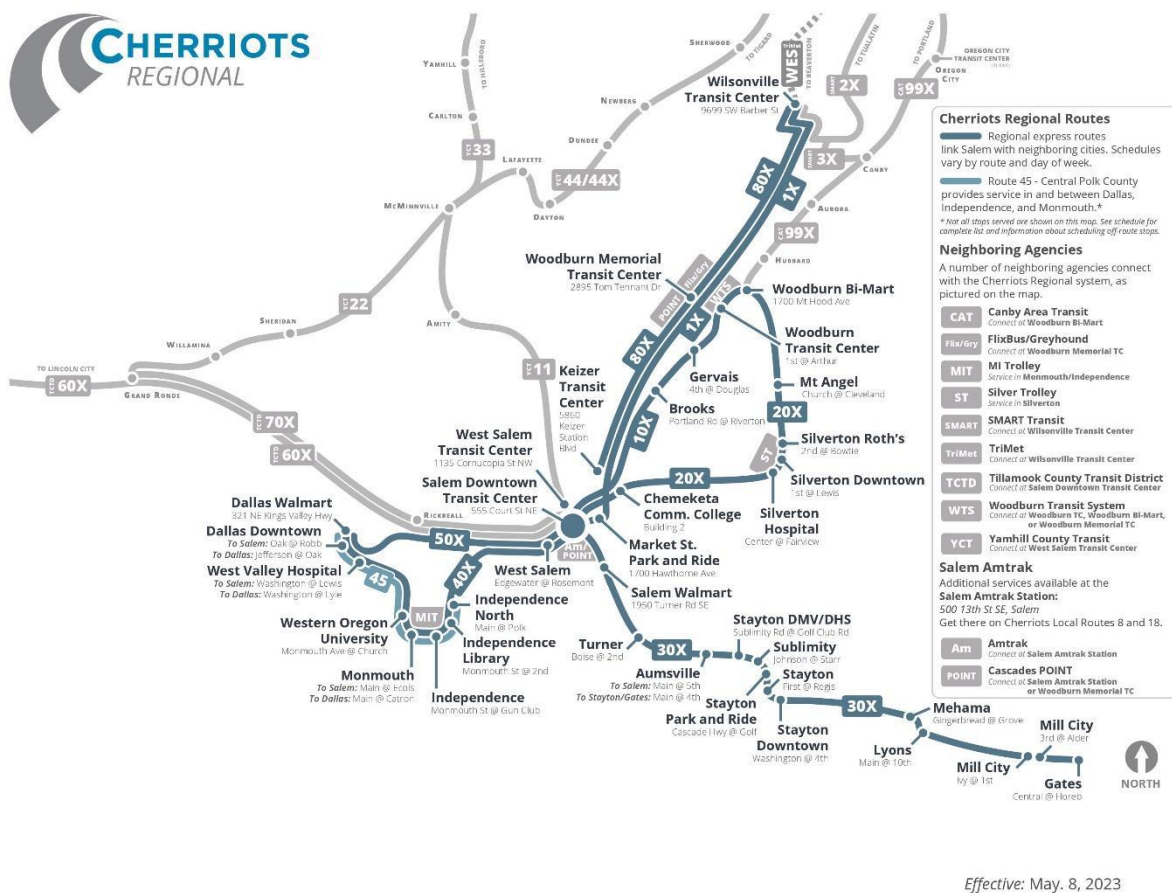 CHERRIOTS
REGIONAL
YAMHILL
TO HILLSBORO
CARLTON
YCT 33
LAFAYETTE
MCMINNVILLE
SHERWOOD
TO TIGARD
NEWBERG
DUNDEE
YCT 44/44X
DAYTON
TriMet WES
TO BEAVERTON
Wilsonville
Transit Center
9699 SW Barber St
SMART 2X
TO TUALATIN
TO PORTLAND
CAT 99X
OREGON CITY
TRANSIT CENTER
OREGON
CITY
SMART 3X
CANBY
80X
1X
AURORA
CAT 99X
HUBBARD
Woodburn Memorial
Transit Center
2895 Tom Tennant Dr
POINT
Flix/Gry
WTS
Woodburn Bi-Mart
1700 Mt Hood Ave
Woodburn
Transit Center
1st @ Arthur
YCT 22
SHERIDAN
WILLAMINA
AMITY
YCT 11
TO LINCOLN CITY
TCTD 60X
GRAND RONDE
TCTD 70X
TCTD 60X
RICKREALL
80X
1X
Gervais
4th @ Douglas
Mt Angel
Church @ Cleveland
Keizer
Transit
Center
5860
Keizer
Station
Blvd
10X
Brooks
Portland Rd @ Riverton
20X
West Salem
Transit Center
1135 Cornucopia St NW
Silverton Roth's
2nd @ Bowtie
ST
Salem Downtown
Transit Center
555 Court St NE
20X
Silverton Downtown
1st @ Lewis
Chemeketa
Comm. College
Building 2
Silverton
Hospital
Center @ Fairview
Dallas Walmart
321 NE Kings Valley Hwy
Dallas Downtown
To Salem: Oak @ Robb
To Dallas: Jefferson @ Oak
West Valley Hospital
To Salem: Washington @ Lewis
To Dallas: Washington @ Lyle
50X
Am/
POINT
Market St.
Park and Ride
1700 Hawthorne Ave
West Salem
Edgewater @ Rosemont
40X
45
MIT
Salem Walmart
1950 Turner Rd SE
Independence
North
Main @ Polk
Western Oregon
University
Monmouth Ave @ Church
Independence
Library
Monmouth St @ 2nd
Monmouth
To Salem: Main @ Ecols
To Dallas: Main @ Catron
Independence
Monmouth St @ Gun Club
Turner
Boise @ 2nd
30X
Stayton DMV/DHS
Sublimity Rd @ Golf Club Rd
Sublimity
Johnson @ Starr
Aumsville
To Salem: Main @ 5th
To Stayton/Gates: Main @ 4th
Stayton
First @ Regis
Stayton
Park and Ride
Cascade Hwy @ Golf
30X
Stayton
Downtown
Washington @ 4th
Mehama
Gingerbread @ Grove
Lyons
Main @ 10th
Mill City
3rd @ Alder
Mill City
Ivy @ 1st
Gates
Central @ Horeb
Cherriots Regional Routes
Regional express routes
link Salem with neighboring cities. Schedules
vary by route and day of week.
Route 45 - Central Polk County
provides service in and between Dallas,
Independence, and Monmouth.*
* Not all stops served are shown on this map. See schedule for
complete list and information about scheduling off-route stops.
Neighboring Agencies
A number of neighboring agencies connect
with the Cherriots Regional system, as
pictured on the map.
CAT Canby Area Transit
Connect at Woodburn Bi-Mart
Flix/Gry FlixBus/Greyhound
Connect at Woodburn Memorial TC
MIT MI Trolley
Service in Monmouth/Independence
ST Silver Trolley
Service in Silverton
SMART SMART Transit
Connect at Wilsonville Transit Center
TriMet TriMet
Connect at Wilsonville Transit Center
TCTD Tillamook County Transit District
Connect at Salem Downtown Transit Center
WTS Woodburn Transit System
Connect at Woodburn TC, Woodburn Bi-Mart,
or Woodburn Memorial TC
YCT Yamhill County Transit
Connect at West Salem Transit Center
Salem Amtrak
Additional services available at the
Salem Amtrak Station:
500 13th St SE, Salem
Get there on Cherriots Local Routes 8 and 18.
Am Amtrak
Connect at Salem Amtrak Station
POINT Cascades POINT
Connect at Salem Amtrak Station
or Woodburn Memorial TC
NORTH
Effective: May. 8, 2023